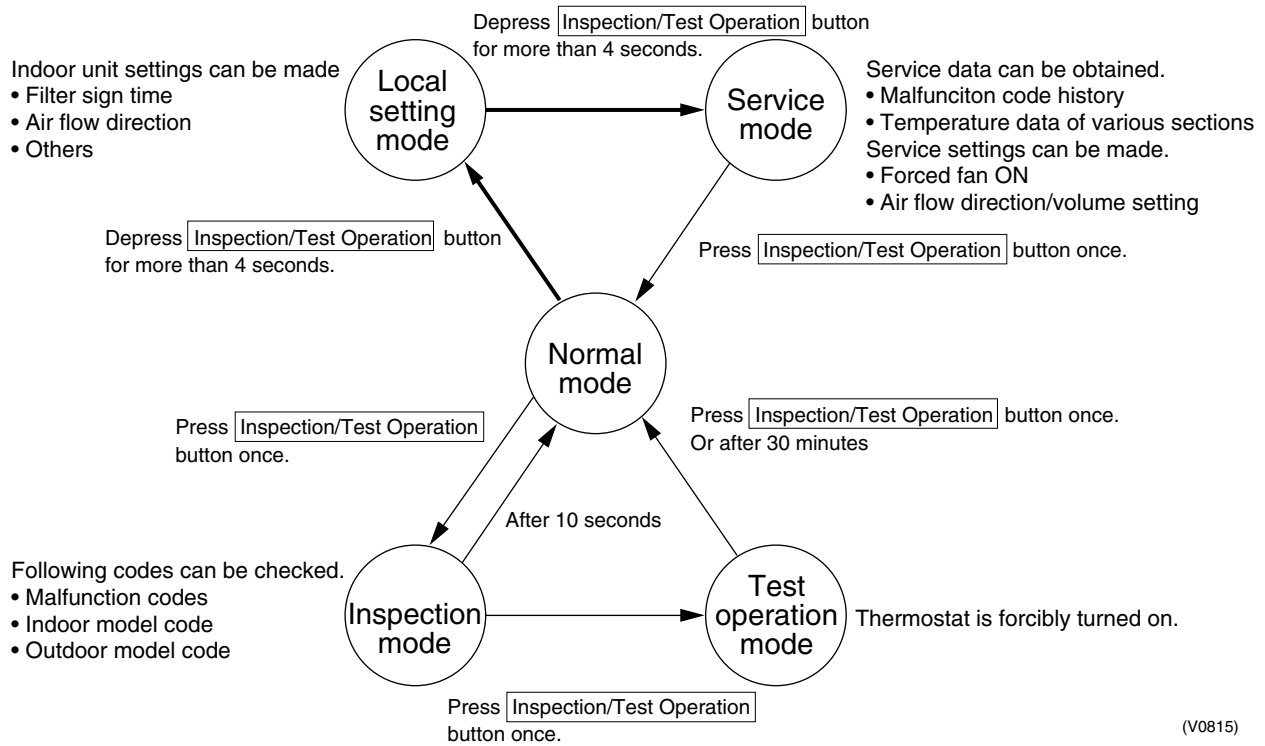 Depress Inspection/Test Operation button
for more than 4 seconds.
Indoor unit settings can be made
• Filter sign time
• Air flow direction
• Others
Local
setting
mode
Service
mode
Service data can be obtained.
• Malfunciton code history
• Temperature data of various sections
Service settings can be made.
• Forced fan ON
• Air flow direction/volume setting
Depress Inspection/Test Operation button
for more than 4 seconds.
Press Inspection/Test Operation button once.
Normal
mode
Press Inspection/Test Operation
button once.
Press Inspection/Test Operation button once.
Or after 30 minutes
After 10 seconds
Following codes can be checked.
• Malfunction codes
• Indoor model code
• Outdoor model code
Inspection
mode
Test
operation
mode
Thermostat is forcibly turned on.
Press Inspection/Test Operation
button once.
(V0815)